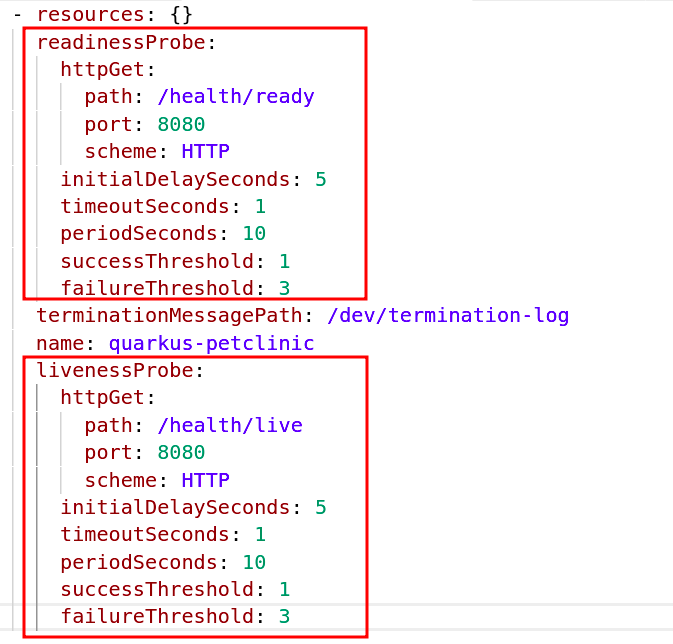 - resources: {}
readinessProbe:
httpGet:
path: /health/ready
port: 8080
scheme: HTTP
initialDelaySeconds: 5
timeoutSeconds: 1
periodSeconds: 10
successThreshold: 1
failureThreshold: 3
terminationMessagePath: /dev/termination-log
name: quarkus-petclinic
livenessProbe:
httpGet:
path: /health/live
port: 8080
scheme: HTTP
initialDelaySeconds: 5
timeoutSeconds: 1
periodSeconds: 10
successThreshold: 1
failureThreshold: 3